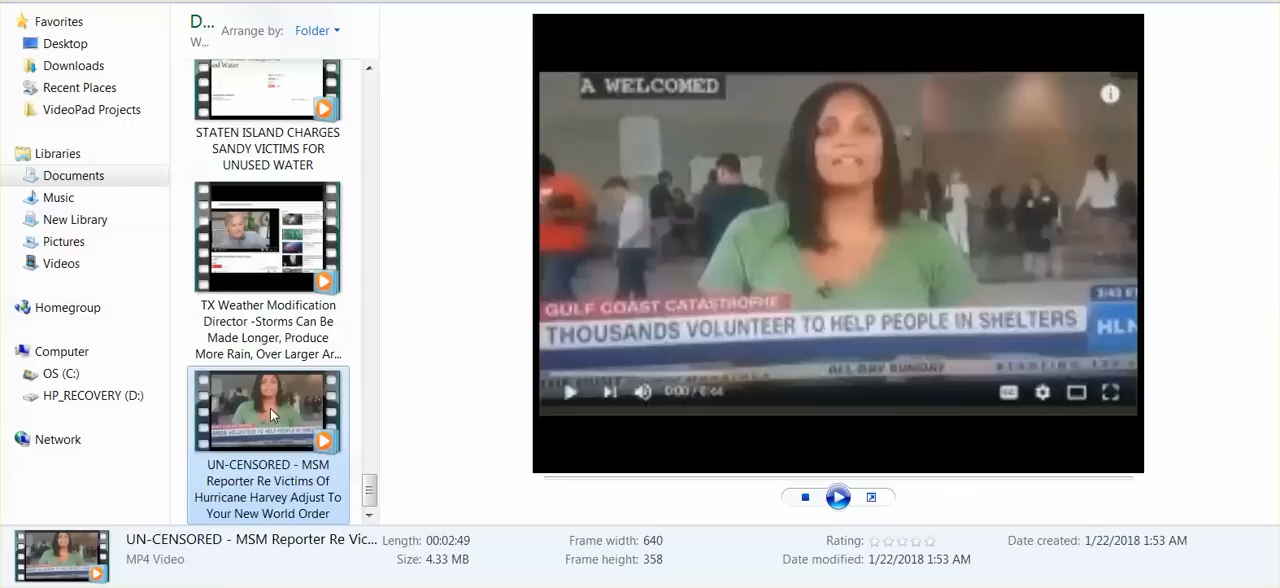 Favorites
Desktop
Downloads
Recent Places
VideoPad Projects
Libraries
Documents
Music
New Library
Pictures
Videos
Homegroup
Computer
OS (C:)
HP_RECOVERY (D:)
Network
D...
W...
Arrange by: Folder
STATEN ISLAND CHARGES
SANDY VICTIMS FOR
UNUSED WATER
TX Weather Modification
Director -Storms Can Be
Made Longer, Produce
More Rain, Over Larger Ar...
UN-CENSORED - MSM
Reporter Re Victims Of
Hurricane Harvey Adjust To
Your New World Order
A WELCOMED
GULF COAST CATASTROPHE
THOUSANDS VOLUNTEER TO HELP PEOPLE IN SHELTERS
HLN
ALL DAY SUNDAY
0:00 / 0:44
CC
UN-CENSORED - MSM Reporter Re Vic...
MP4 Video
Length: 00:02:49
Size: 4.33 MB
Frame width: 640
Frame height: 358
Rating:
Date modified: 1/22/2018 1:53 AM
Date created: 1/22/2018 1:53 AM